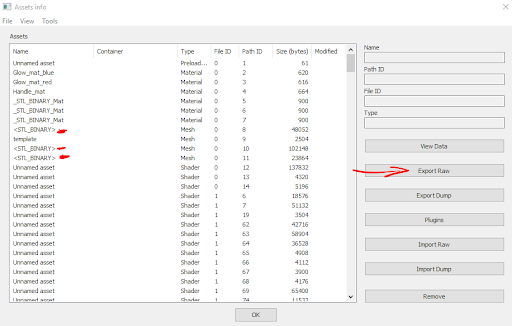 Assets info
File View Tools
Assets
Name Container Type File ID Path ID Size (bytes) Modified
Unnamed asset Preload... 0 1 61
Glow_mat_blue Material 0 2 620
Glow_mat_red Material 0 3 616
Handle_mat Material 0 4 664
_STL_BINARY_Mat Material 0 5 900
_STL_BINARY_Mat Material 0 6 900
_STL_BINARY_Mat Material 0 7 900
<STL_BINARY> Mesh 0 8 48052
template Mesh 0 9 2504
<STL_BINARY> Mesh 0 10 102148
<STL_BINARY> Mesh 0 11 23864
Unnamed asset Shader 0 12 137832
Unnamed asset Shader 0 13 4320
Unnamed asset Shader 0 14 5196
Unnamed asset Shader 1 6 18576
Unnamed asset Shader 1 7 51132
Unnamed asset Shader 1 19 3504
Unnamed asset Shader 1 62 42716
Unnamed asset Shader 1 63 58904
Unnamed asset Shader 1 64 36528
Unnamed asset Shader 1 65 4908
Unnamed asset Shader 1 66 4112
Unnamed asset Shader 1 67 3900
Unnamed asset Shader 1 68 4176
Unnamed asset Shader 1 69 65400
Unnamed asset Shader 1 74 11532
Name
Path ID
File ID
Type
View Data
Export Raw
Export Dump
Plugins
Import Raw
Import Dump
Remove
OK